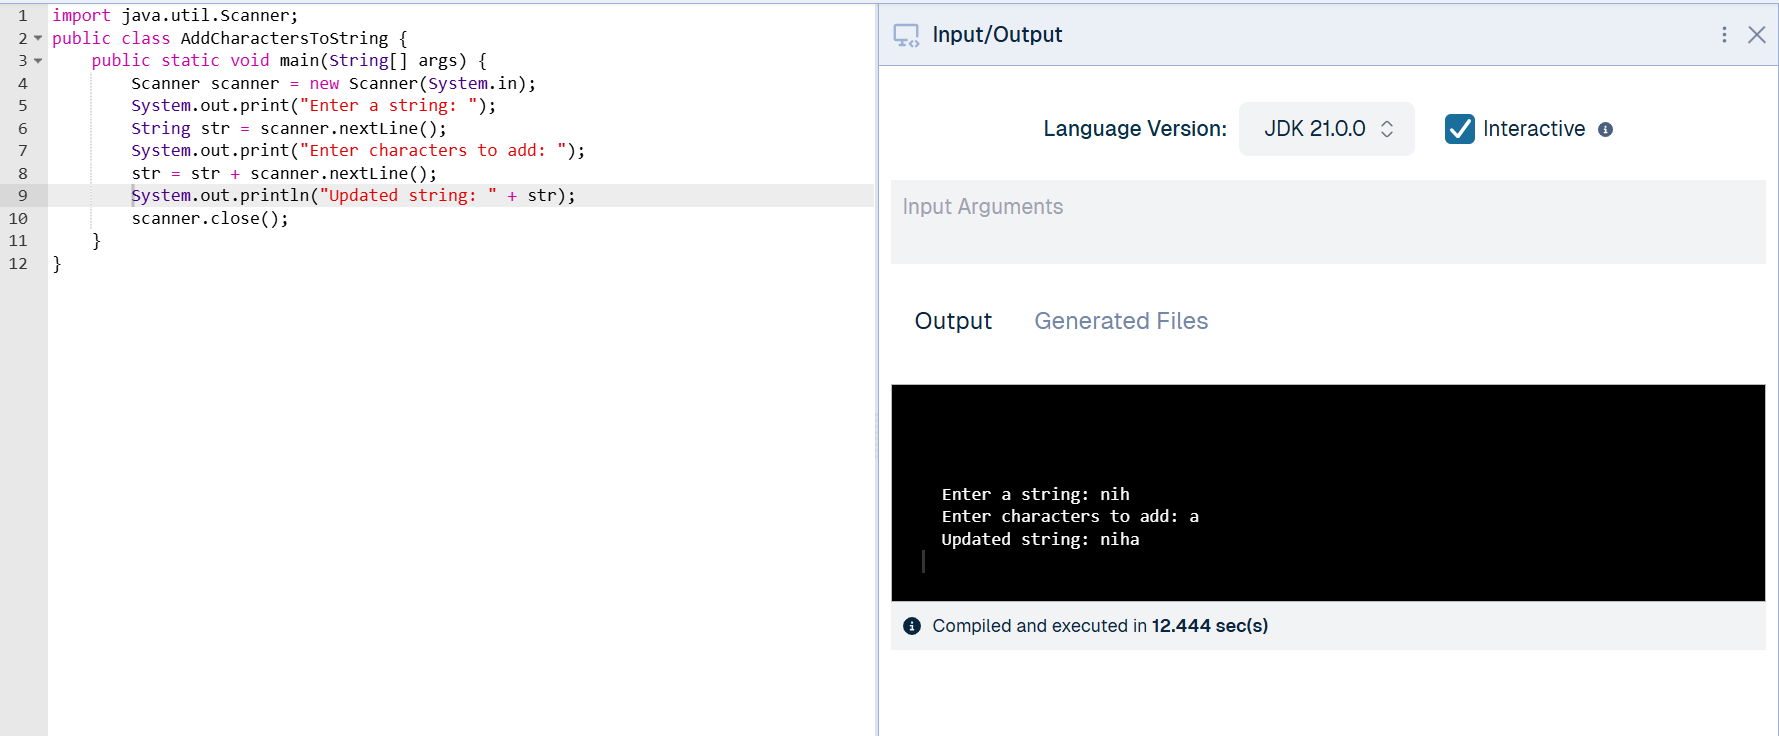 1 import java.util.Scanner;
2 public class AddCharactersToString {
3     public static void main(String[] args) {
4         Scanner scanner = new Scanner(System.in);
5         System.out.print("Enter a string: ");
6         String str = scanner.nextLine();
7         System.out.print("Enter characters to add: ");
8         str = str + scanner.nextLine();
9         System.out.println("Updated string: " + str);
10         scanner.close();
11     }
12 }
Input/Output
Language Version: JDK 21.0.0 Interactive
Input Arguments
Output Generated Files
Enter a string: nih
Enter characters to add: a
Updated string: niha
Compiled and executed in 12.444 sec(s)